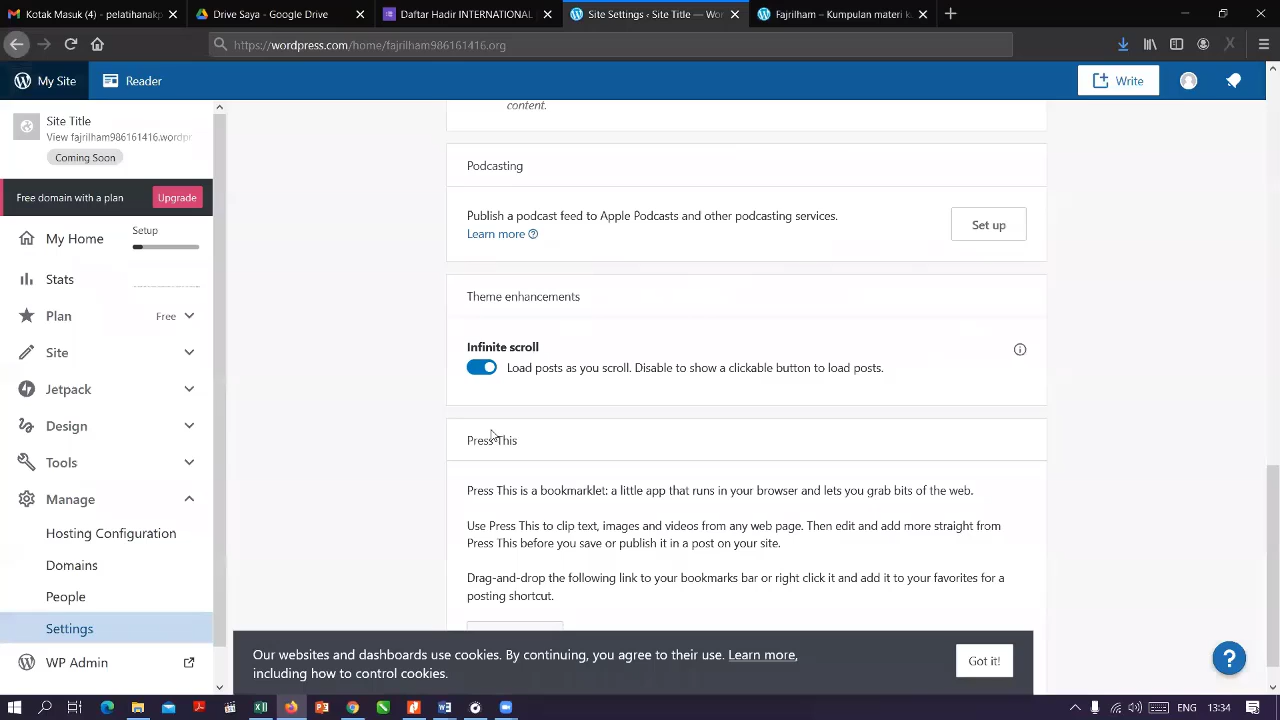 (1) Kotak Masuk - pelatihanakp
Drive Saya - Google Drive
Daftar Hadir INTERNATIONAL
Site Settings ‹ Site Title — Wor
Fajrilham – Kumpulan materi k
https://wordpress.com/home/fajrilham986161416.org
My Site
Reader
Write
content.
Site Title
View fajrilham986161416.wordpr
Coming Soon
Free domain with a plan
Upgrade
My Home
Setup
Stats
Plan
Free
Site
Jetpack
Design
Tools
Manage
Hosting Configuration
Domains
People
Settings
WP Admin
Podcasting
Publish a podcast feed to Apple Podcasts and other podcasting services.
Learn more
Set up
Theme enhancements
Infinite scroll
Load posts as you scroll. Disable to show a clickable button to load posts.
Press This
Press This is a bookmarklet: a little app that runs in your browser and lets you grab bits of the web.
Use Press This to clip text, images and videos from any web page. Then edit and add more straight from
Press This before you save or publish it in a post on your site.
Drag-and-drop the following link to your bookmarks bar or right click it and add it to your favorites for a
posting shortcut.
Our websites and dashboards use cookies. By continuing, you agree to their use. Learn more,
including how to control cookies.
Got it!
ENG
13:34